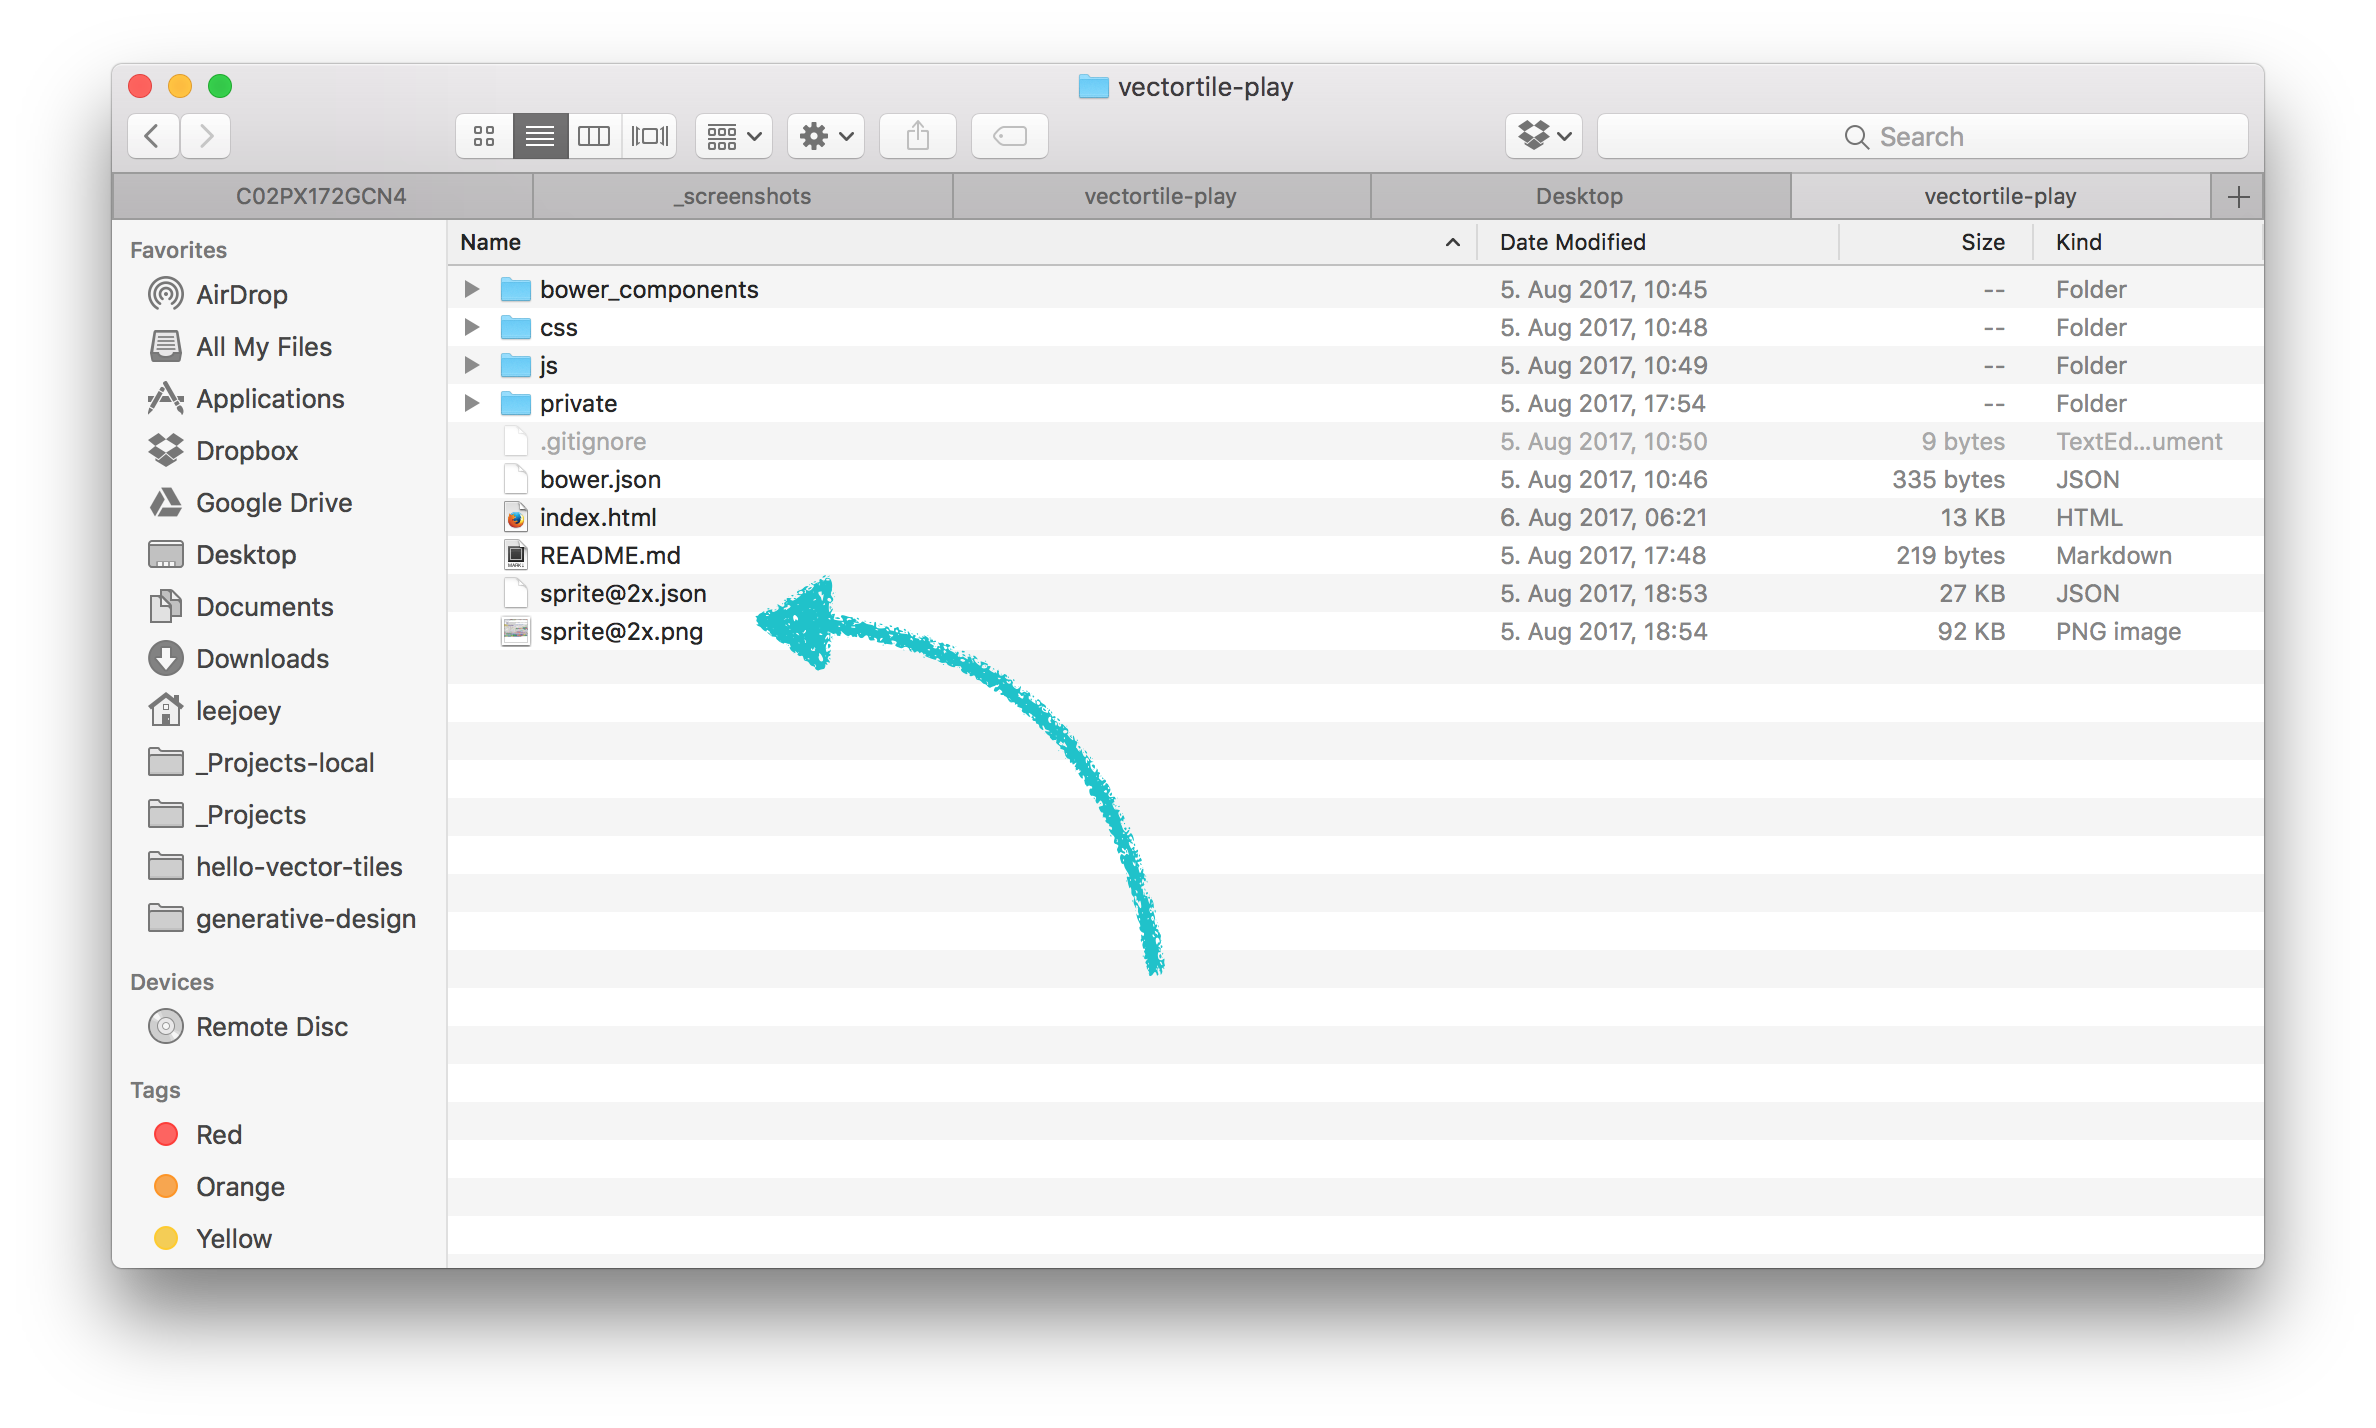 vectortile-play
Search
C02PX172GCN4 _screenshots vectortile-play Desktop vectortile-play
Favorites
AirDrop
All My Files
Applications
Dropbox
Google Drive
Desktop
Documents
Downloads
leejoey
_Projects-local
_Projects
hello-vector-tiles
generative-design
Devices
Remote Disc
Tags
Red
Orange
Yellow
Name Date Modified Size Kind
bower_components 5. Aug 2017, 10:45 -- Folder
css 5. Aug 2017, 10:48 -- Folder
js 5. Aug 2017, 10:49 -- Folder
private 5. Aug 2017, 17:54 -- Folder
.gitignore 5. Aug 2017, 10:50 9 bytes TextEd...ument
bower.json 5. Aug 2017, 10:46 335 bytes JSON
index.html 6. Aug 2017, 06:21 13 KB HTML
README.md 5. Aug 2017, 17:48 219 bytes Markdown
sprite@2x.json 5. Aug 2017, 18:53 27 KB JSON
sprite@2x.png 5. Aug 2017, 18:54 92 KB PNG image